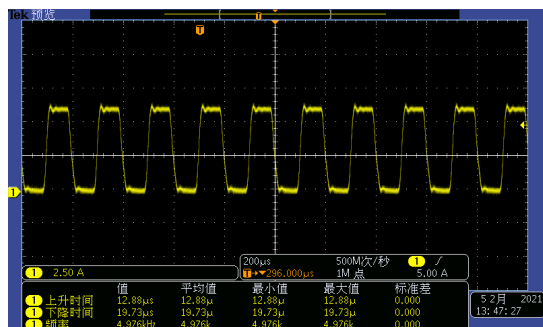 Tek 预览
T
T
1
200µs 500M次/秒 1 /
1 2.50 A T→▼296.000µs 1M 点 5.00 A
值 平均值 最小值 最大值 标准差
1 上升时间 12.88µs 12.88µ 12.88µ 12.88µ 0.000
1 下降时间 19.73µs 19.73µ 19.73µ 19.73µ 0.000
1 频率 4.976kHz 4.976k 4.976k 4.976k 0.000
5 2月 2021
13:47:27